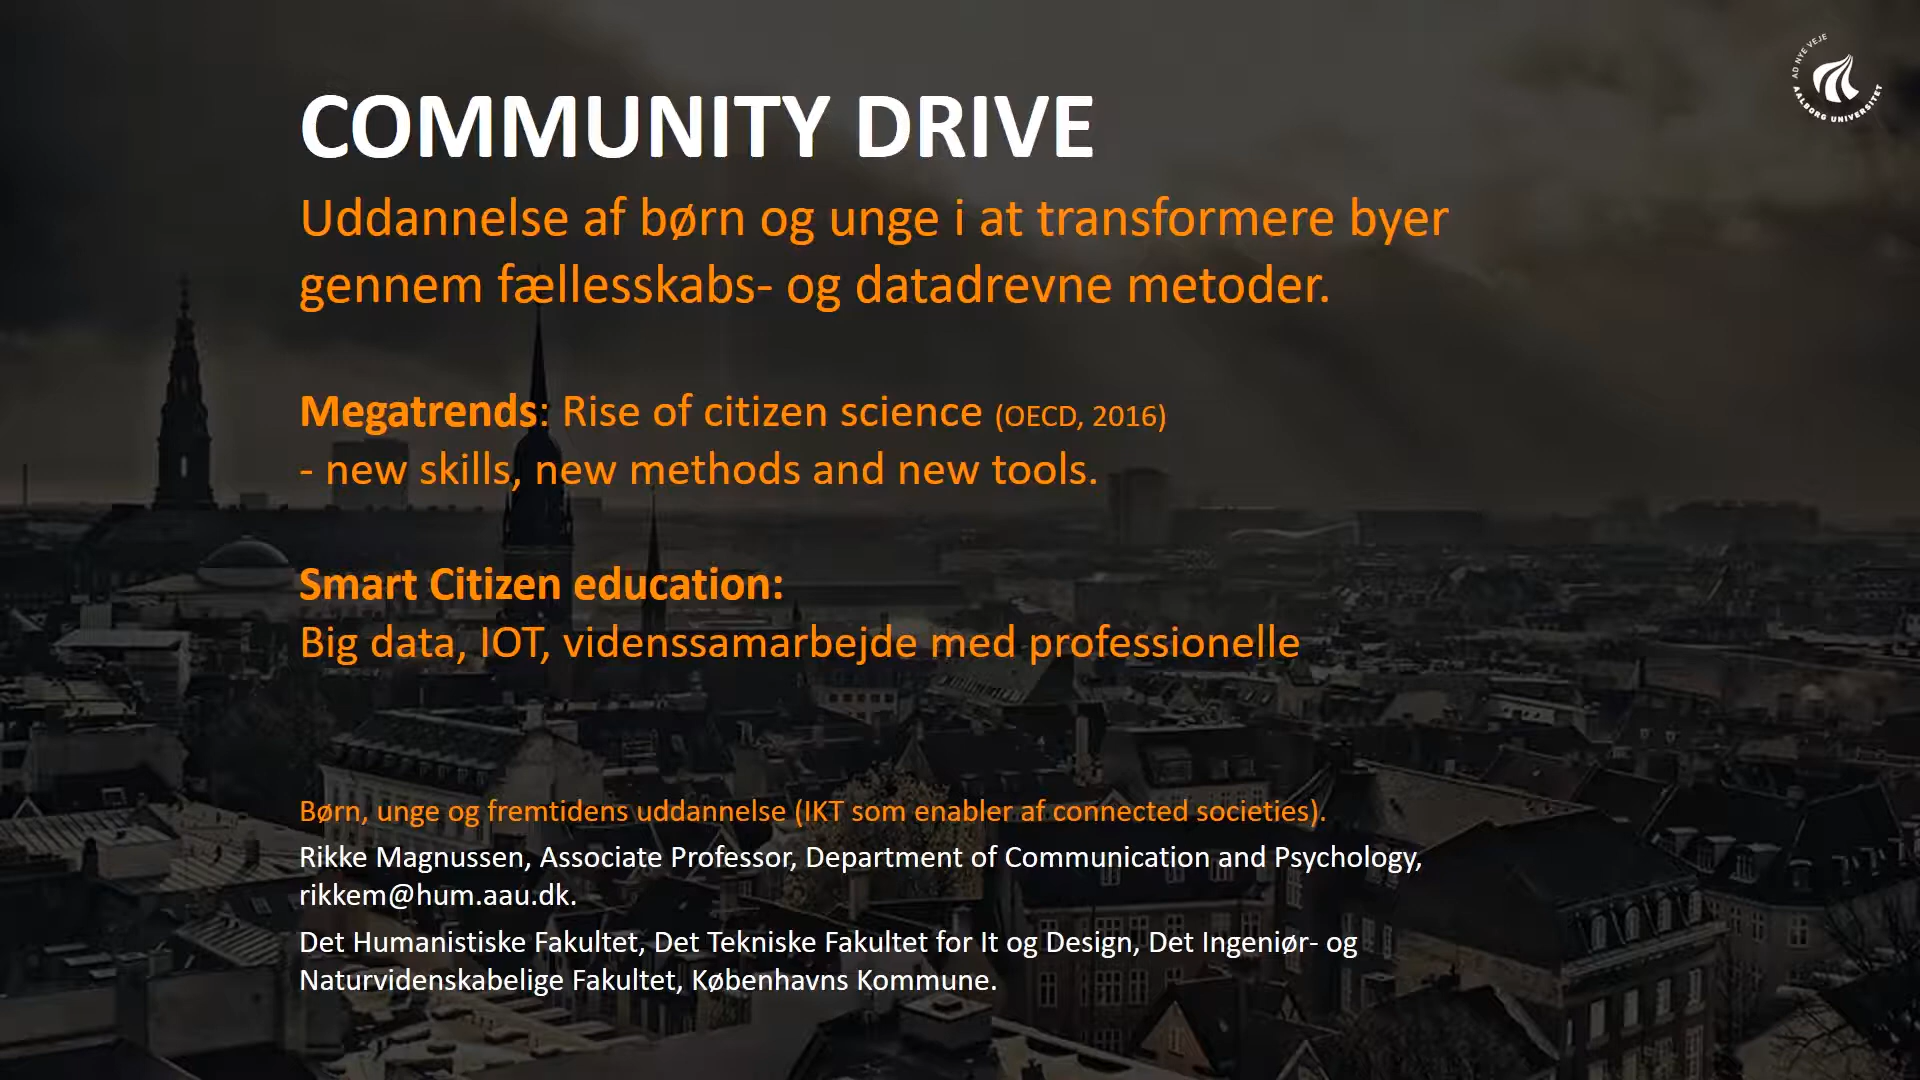 COMMUNITY DRIVE
Uddannelse af børn og unge i at transformere byer
gennem fællesskabs- og datadrevne metoder.
Megatrends: Rise of citizen science (OECD, 2016)
- new skills, new methods and new tools.
Smart Citizen education:
Big data, IOT, videnssamarbejde med professionelle
Børn, unge og fremtidens uddannelse (IKT som enabler af connected societies).
Rikke Magnussen, Associate Professor, Department of Communication and Psychology,
rikkem@hum.aau.dk.
Det Humanistiske Fakultet, Det Tekniske Fakultet for It og Design, Det Ingeniør- og
Naturvidenskabelige Fakultet, Københavns Kommune.
AD NYE VEJE
AALBORG UNIVERSITET